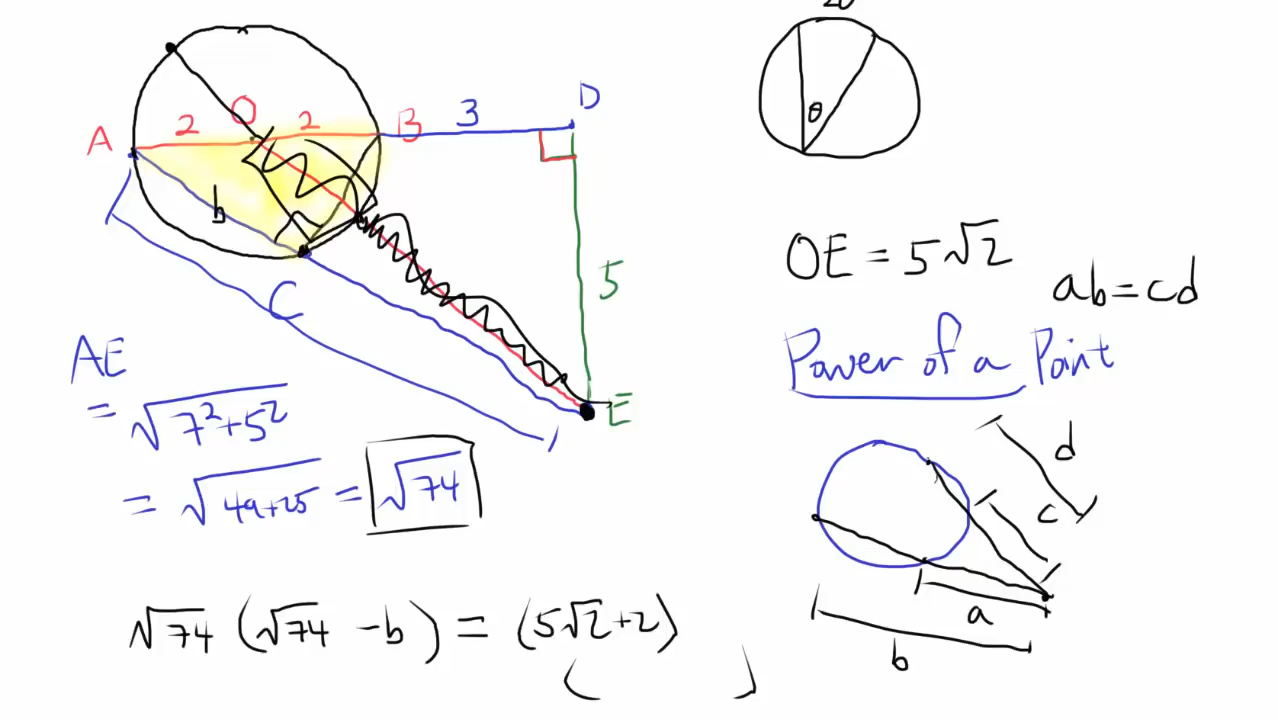 2θ
θ
A 2 O 2 B 3 D
b
5
C
E
OE = 5√2
ab = cd
Power of a Point
AE
= √7²+5²
= √49+25 = √74
d
c
a
b
√74 (√74 - b) = (5√2+2)
( )